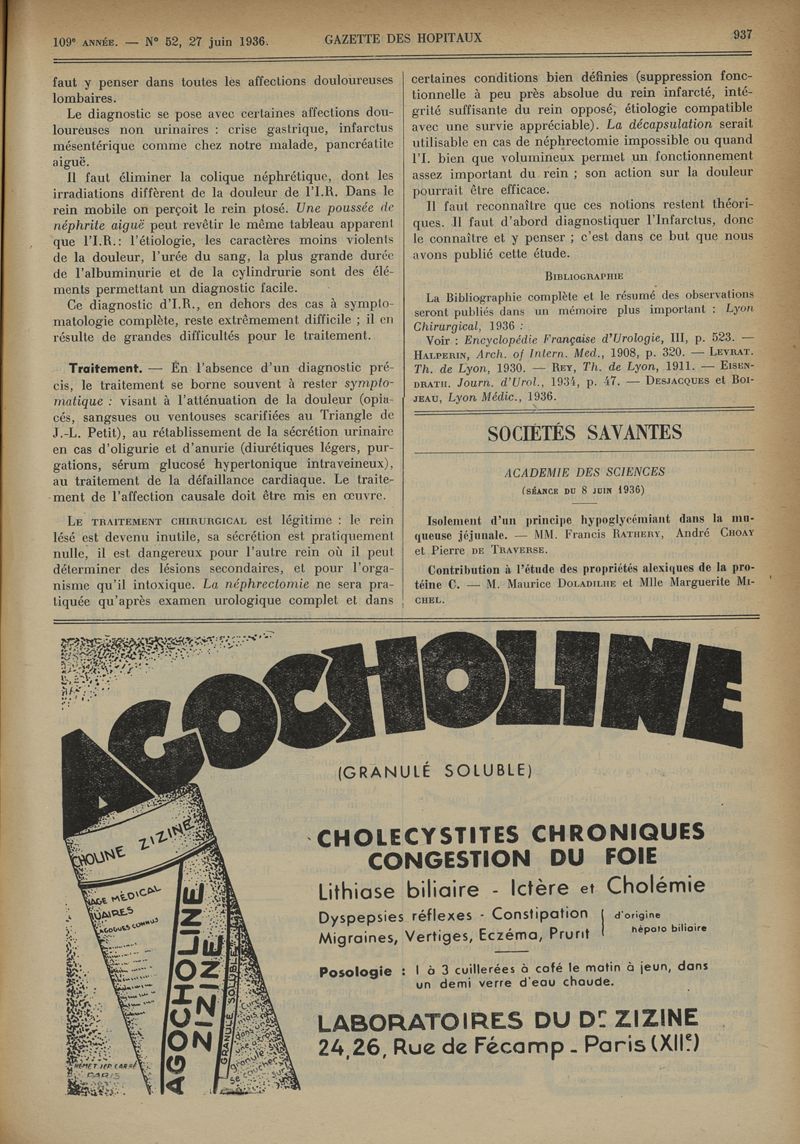 109e ANNÉE. — N° 52, 27 juin 1936.
GAZETTE DES HOPITAUX
937
faut y penser dans toutes les affections douloureuses
lombaires.
Le diagnostic se pose avec certaines affections dou-
loureuses non urinaires : crise gastrique, infarctus
mésentérique comme chez notre malade, pancréatite
aiguë.
Il faut éliminer la colique néphrétique, dont les
irradiations diffèrent de la douleur de l'I.R. Dans le
rein mobile on perçoit le rein ptosé. Une poussée de
néphrite aiguë peut revêtir le même tableau apparent
que l'I.R.: l'étiologie, les caractères moins violents
de la douleur, l'urée du sang, la plus grande durée
de l'albuminurie et de la cylindrurie sont des élé-
ments permettant un diagnostic facile.
Ce diagnostic d'I.R., en dehors des cas à sympto-
matologie complète, reste extrêmement difficile ; il en
résulte de grandes difficultés pour le traitement.
Traitement. — En l'absence d'un diagnostic pré-
cis, le traitement se borne souvent à rester sympto-
matique : visant à l'atténuation de la douleur (opia-
cés, sangsues ou ventouses scarifiées au Triangle de
J.-L. Petit), au rétablissement de la sécrétion urinaire
en cas d'oligurie et d'anurie (diurétiques légers, pur-
gations, sérum glucosé hypertonique intraveineux),
au traitement de la défaillance cardiaque. Le traite-
ment de l'affection causale doit être mis en œuvre.
LE TRAITEMENT CHIRURGICAL est légitime : le rein
lésé est devenu inutile, sa sécrétion est pratiquement
nulle, il est dangereux pour l'autre rein où il peut
déterminer des lésions secondaires, et pour l'orga-
nisme qu'il intoxique. La néphrectomie ne sera pra-
tiquée qu'après examen urologique complet et dans
certaines conditions bien définies (suppression fonc-
tionnelle à peu près absolue du rein infarcté, inté-
grité suffisante du rein opposé, étiologie compatible
avec une survie appréciable). La décapsulation serait
utilisable en cas de néphrectomie impossible ou quand
l'I. bien que volumineux permet un fonctionnement
assez important du rein ; son action sur la douleur
pourrait être efficace.
Il faut reconnaître que ces notions restent théori-
ques. Il faut d'abord diagnostiquer l'Infarctus, donc
le connaître et y penser ; c'est dans ce but que nous
avons publié cette étude.
BIBLIOGRAPHIE
La Bibliographie complète et le résumé des observations
seront publiés dans un mémoire plus important : Lyon
Chirurgical, 1936 :
Voir : Encyclopédie Française d'Urologie, III, p. 523. —
HALPERIN, Arch. of Intern. Med., 1908, p. 320. — LEVRAT.
Th. de Lyon, 1930. — REY, Th. de Lyon, 1911. — EISEN-
DRATH. Journ. d'Urol., 1934, p. 47. — DESJACQUES et BOI-
JEAU, Lyon Médic., 1936.
SOCIÉTÉS SAVANTES
ACADEMIE DES SCIENCES
(SÉANCE DU 8 JUIN 1936)
Isolement d'un principe hypoglycémiant dans la mu-
queuse jéjunale. — MM. Francis RATHERY, André CHOAY
et Pierre DE TRAVERSE.
Contribution à l'étude des propriétés alexiques de la pro-
téine C. — M. Maurice DOLADILHE et Mlle Marguerite MI-
CHEL.
AGOCHOLINE
(GRANULÉ SOLUBLE)
CHOLINE ZIZINE
AGE MÉDICAL
AGOCHOLINE
ZIZINE
GRANULÉ SOLUBLE
CHOLECYSTITES CHRONIQUES
CONGESTION DU FOIE
Lithiase biliaire - Ictère et Cholémie
Dyspepsies réflexes - Constipation
Migraines, Vertiges, Eczéma, Prurit
d'origine
hépato biliaire
Posologie : 1 à 3 cuillerées à café le matin à jeun, dans
un demi verre d'eau chaude.
LABORATOIRES DU Dr ZIZINE
24,26, Rue de Fécamp - Paris (XIIe)